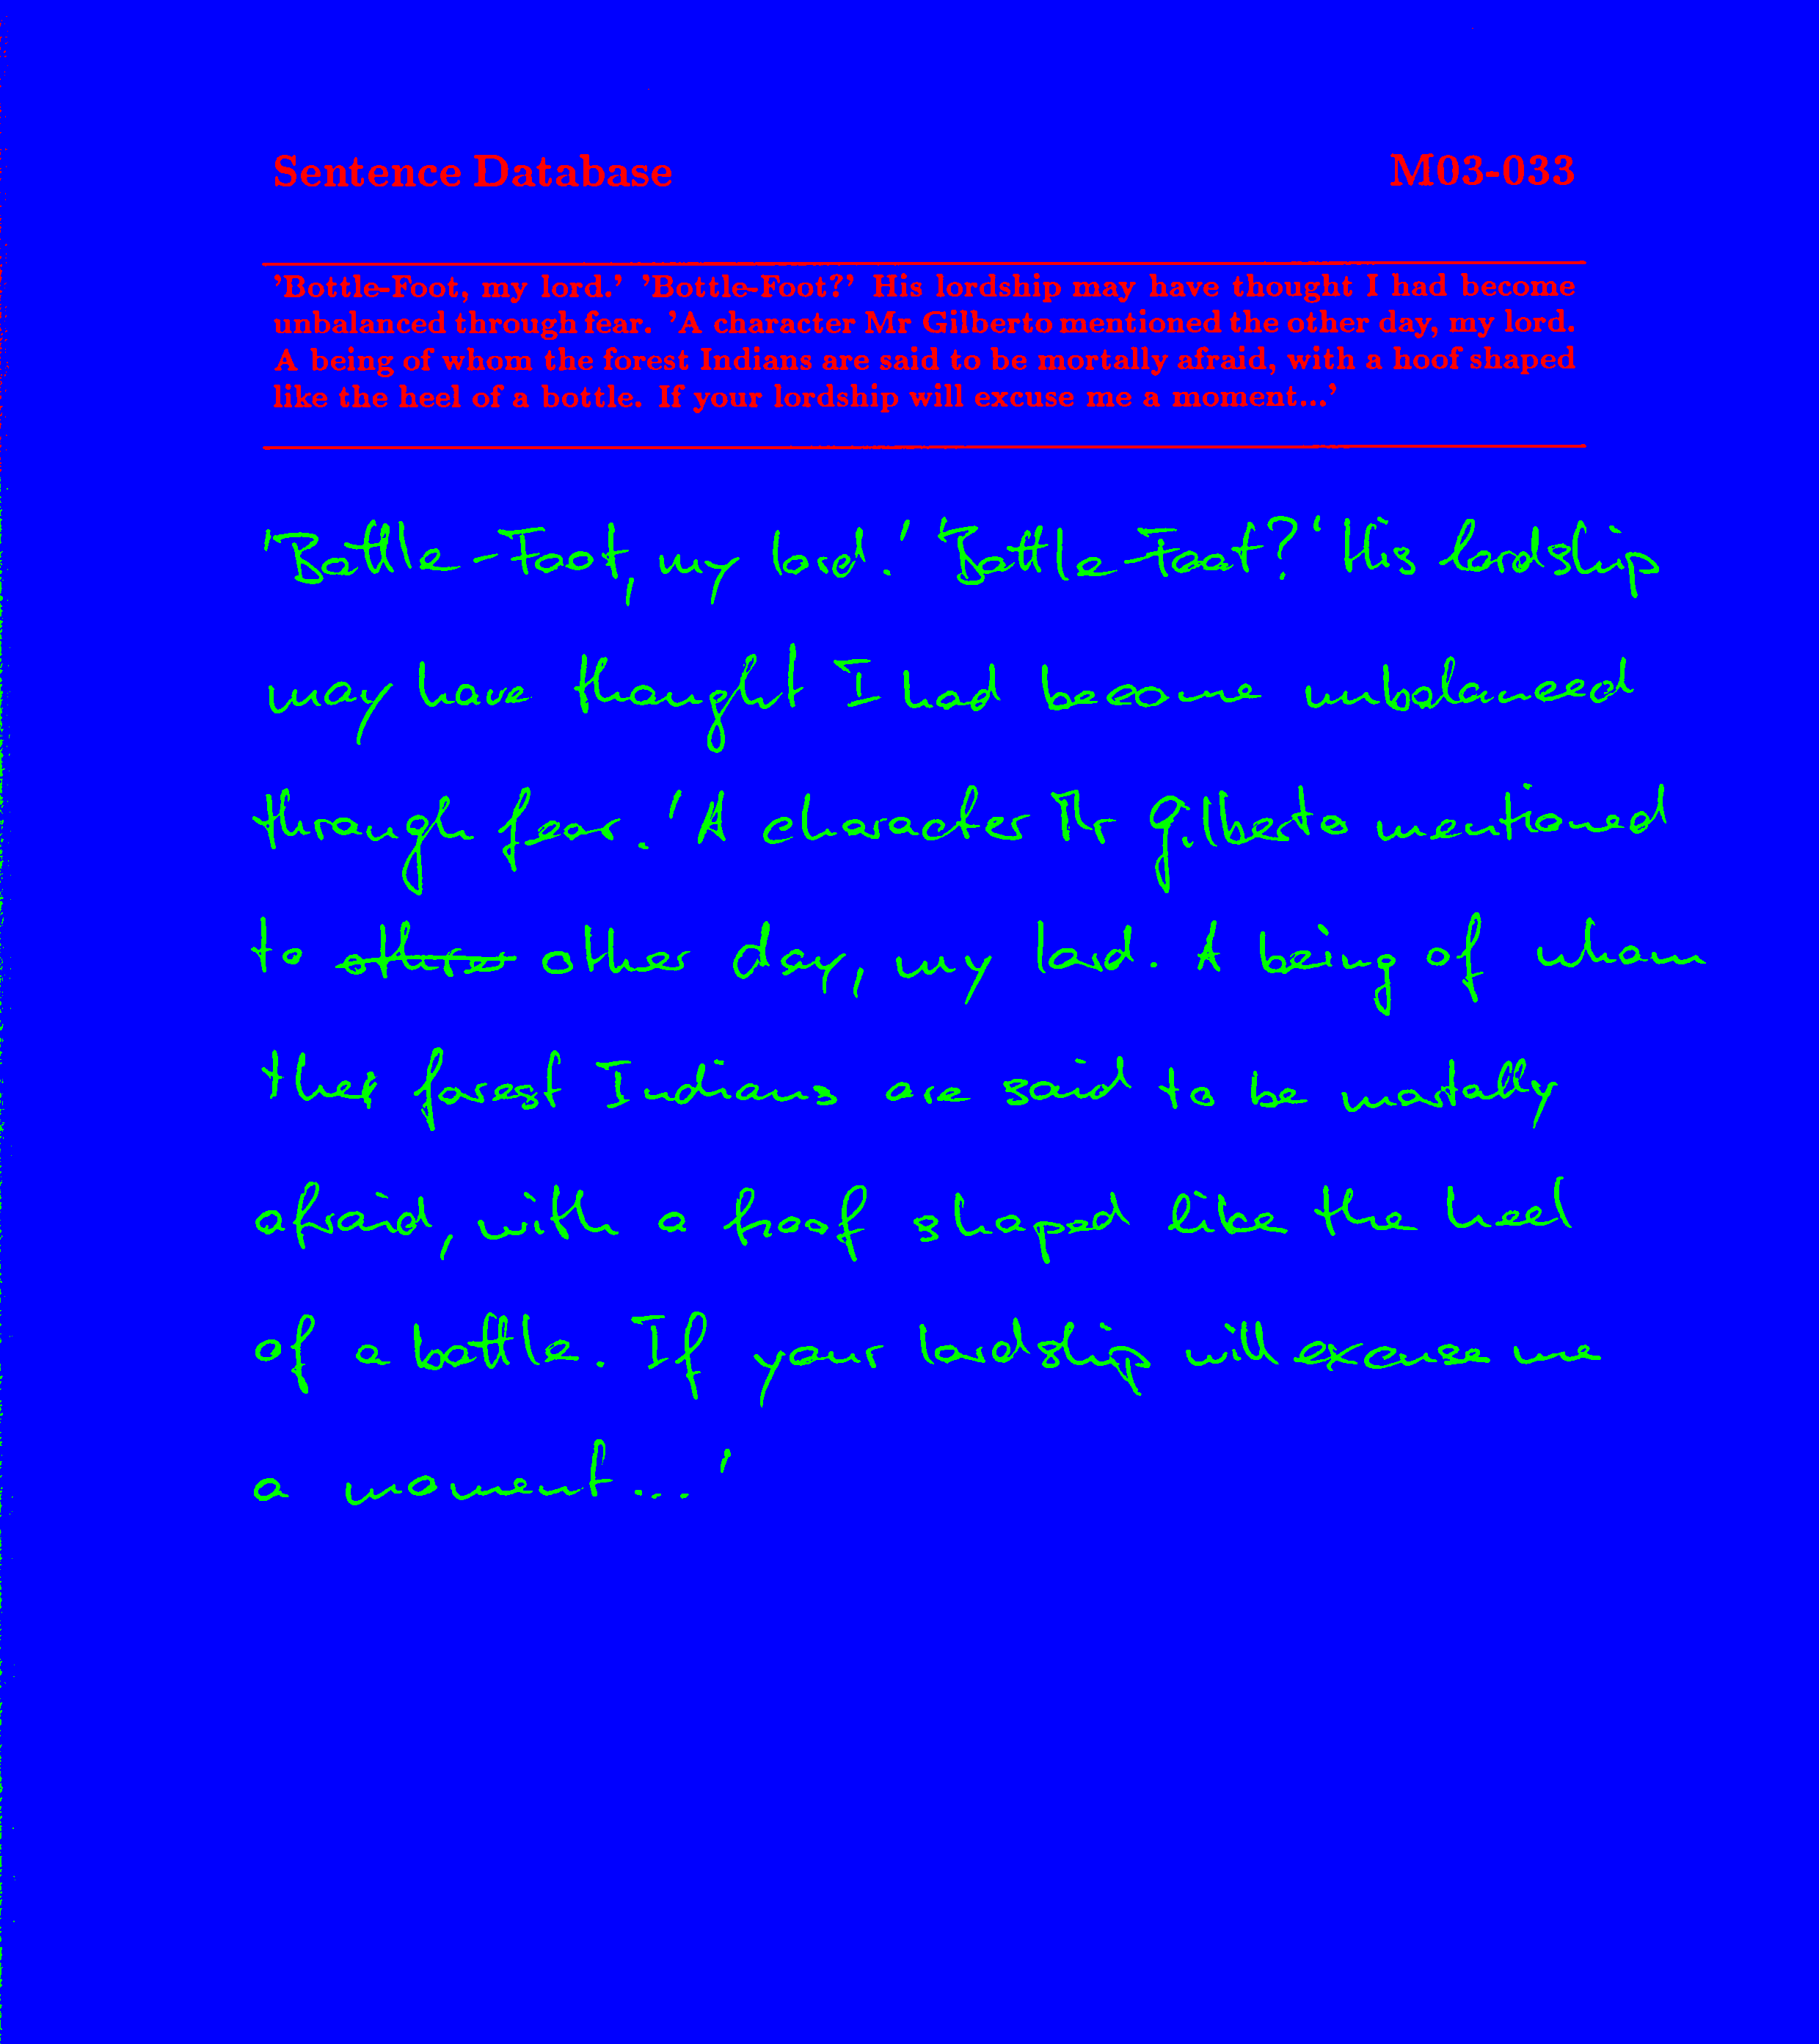 Sentence Database M03-033
'Bottle-Foot, my lord.' 'Bottle-Foot?' His lordship may have thought I had become
unbalanced through fear. 'A character Mr Gilberto mentioned the other day, my lord.
A being of whom the forest Indians are said to be mortally afraid, with a hoof shaped
like the heel of a bottle. If your lordship will excuse me a moment...'
'Bottle-Foot, my lord.' 'Bottle-Foot?' His lordship
may have thought I had become unbalanced
through fear. 'A character Mr Gilberto mentioned
to other day, my lord. A being of whom
the forest Indians are said to be mortally
afraid, with a hoof shaped like the heel
of a bottle. If your lordship will excuse me
a moment...'